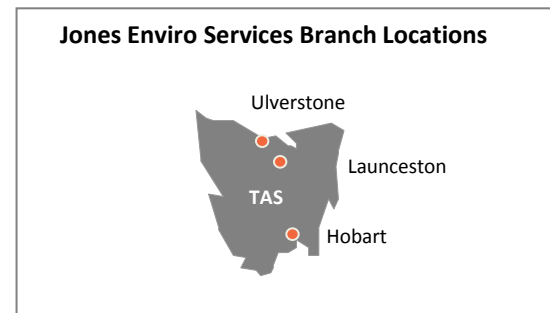 Jones Enviro Services Branch Locations
Ulverstone
Launceston
TAS
Hobart